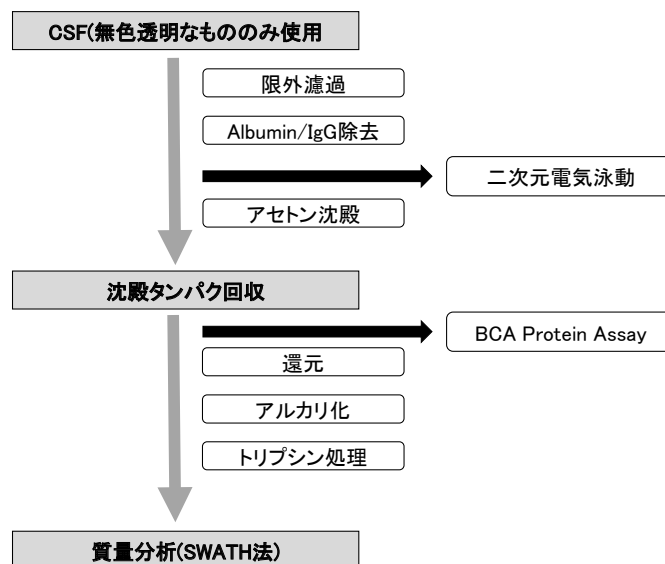 CSF(無色透明なもののみ使用
限外濾過
Albumin/IgG除去
二次元電気泳動
アセトン沈殿
沈殿タンパク回収
BCA Protein Assay
還元
アルカリ化
トリプシン処理
質量分析(SWATH法)